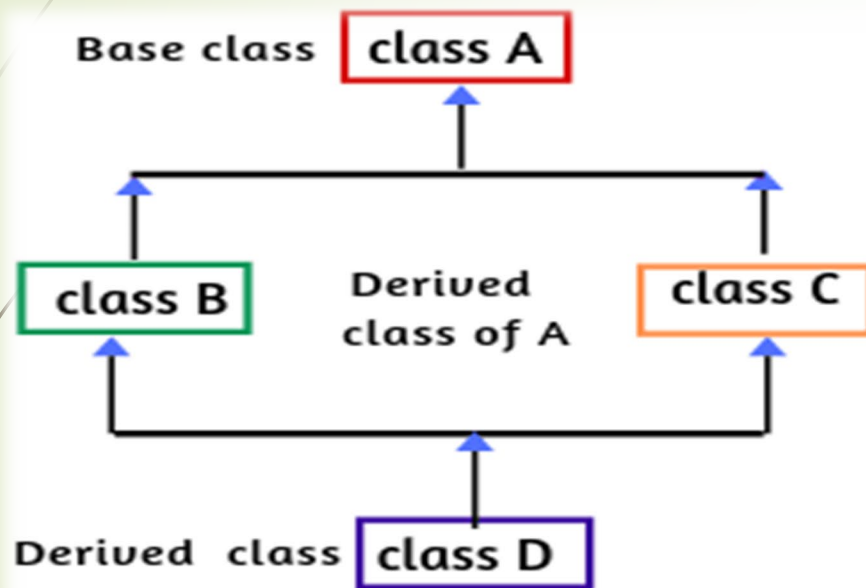 Base class class A
class B
Derived
class of A
class C
Derived class class D